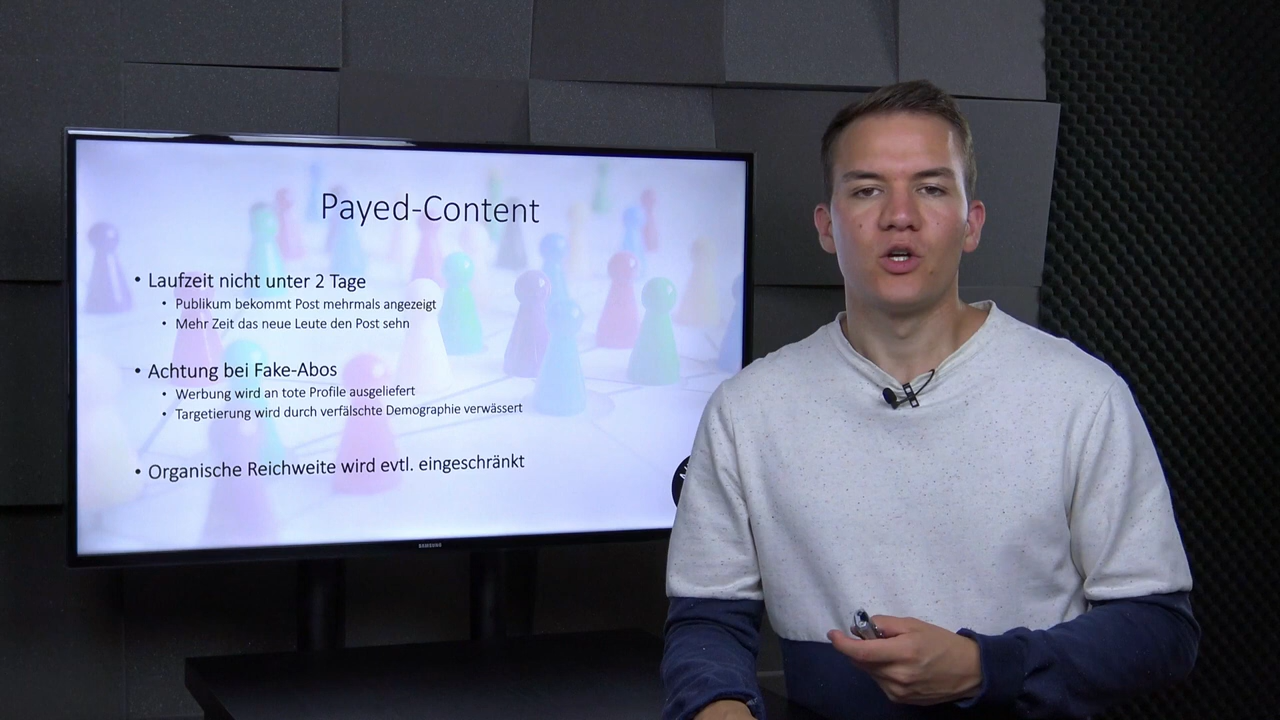 Payed-Content
• Laufzeit nicht unter 2 Tage
• Publikum bekommt Post mehrmals angezeigt
• Mehr Zeit das neue Leute den Post sehn
• Achtung bei Fake-Abos
• Werbung wird an tote Profile ausgeliefert
• Targetierung wird durch verfälschte Demographie verwässert
• Organische Reichweite wird evtl. eingeschränkt
SAMSUNG